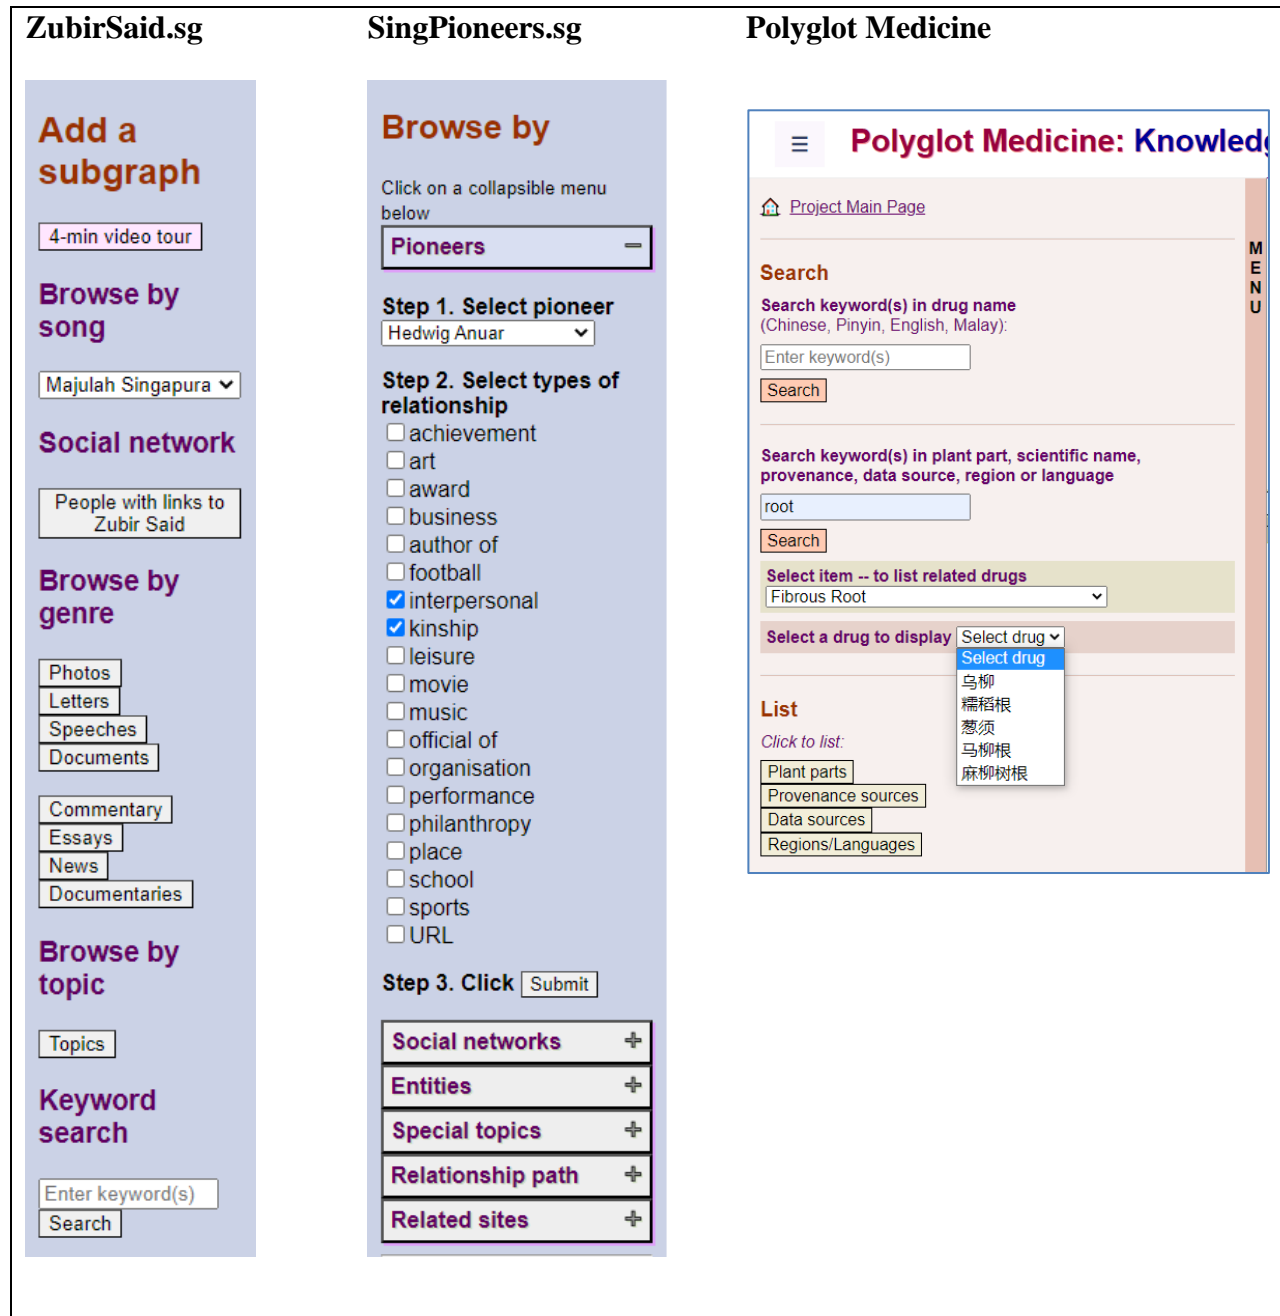 ZubirSaid.sg
Add a
subgraph
4-min video tour
Browse by
song
Majulah Singapura
Social network
People with links to
Zubir Said
Browse by
genre
Photos
Letters
Speeches
Documents
Commentary
Essays
News
Documentaries
Browse by
topic
Topics
Keyword
search
Enter keyword(s)
Search
SingPioneers.sg
Browse by
Click on a collapsible menu
below
Pioneers
Step 1. Select pioneer
Hedwig Anuar
Step 2. Select types of
relationship
achievement
art
award
business
author of
football
interpersonal
kinship
leisure
movie
music
official of
organisation
performance
philanthropy
place
school
sports
URL
Step 3. Click Submit
Social networks
Entities
Special topics
Relationship path
Related sites
Polyglot Medicine
Polyglot Medicine: Knowled
Project Main Page
Search
Search keyword(s) in drug name
(Chinese, Pinyin, English, Malay):
Enter keyword(s)
Search
Search keyword(s) in plant part, scientific name,
provenance, data source, region or language
root
Search
Select item -- to list related drugs
Fibrous Root
Select a drug to display Select drug
Select drug
乌柳
糯稻根
葱须
马柳根
麻柳树根
List
Click to list:
Plant parts
Provenance sources
Data sources
Regions/Languages
MENU